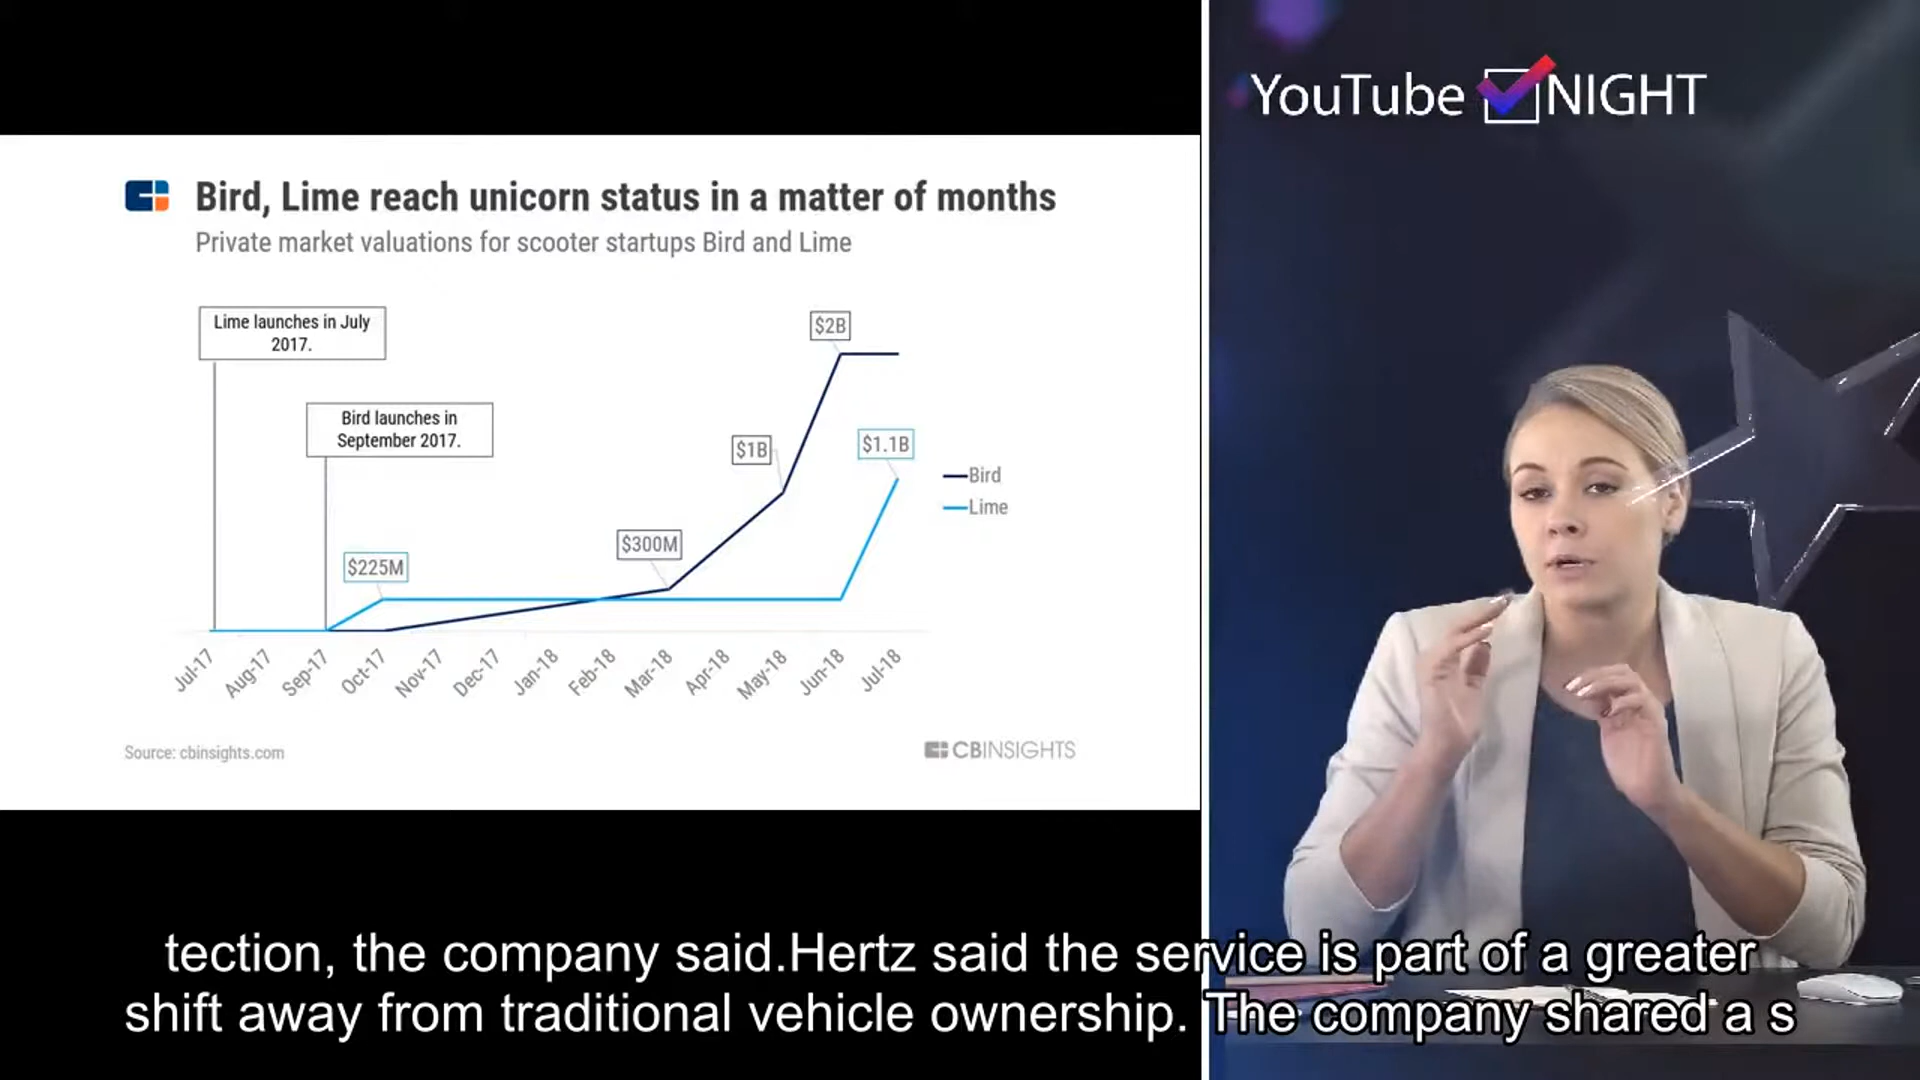 Bird, Lime reach unicorn status in a matter of months
Private market valuations for scooter startups Bird and Lime
Lime launches in July
2017.
Bird launches in
September 2017.
$225M
$300M
$1B
$2B
$1.1B
Bird
Lime
Jul-17
Aug-17
Sep-17
Oct-17
Nov-17
Dec-17
Jan-18
Feb-18
Mar-18
Apr-18
May-18
Jun-18
Jul-18
Source: cbinsights.com
CBINSIGHTS
YouTube NIGHT
tection, the company said.Hertz said the service is part of a greater
shift away from traditional vehicle ownership. The company shared a s